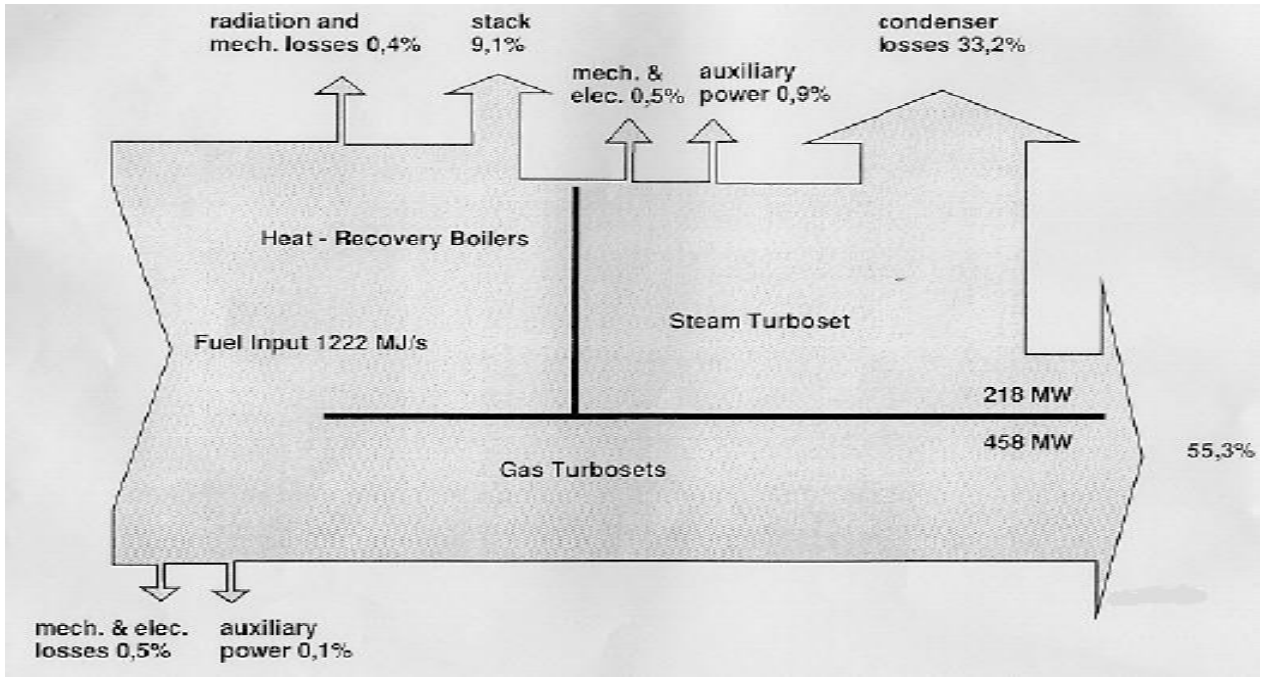 radiation and
mech. losses 0,4%
stack
9,1%
condenser
losses 33,2%
mech. &
elec. 0,5%
auxiliary
power 0,9%
Heat - Recovery Boilers
Fuel Input 1222 MJ/s
Steam Turboset
218 MW
458 MW
55,3%
Gas Turbosets
mech. & elec.
losses 0,5%
auxiliary
power 0,1%